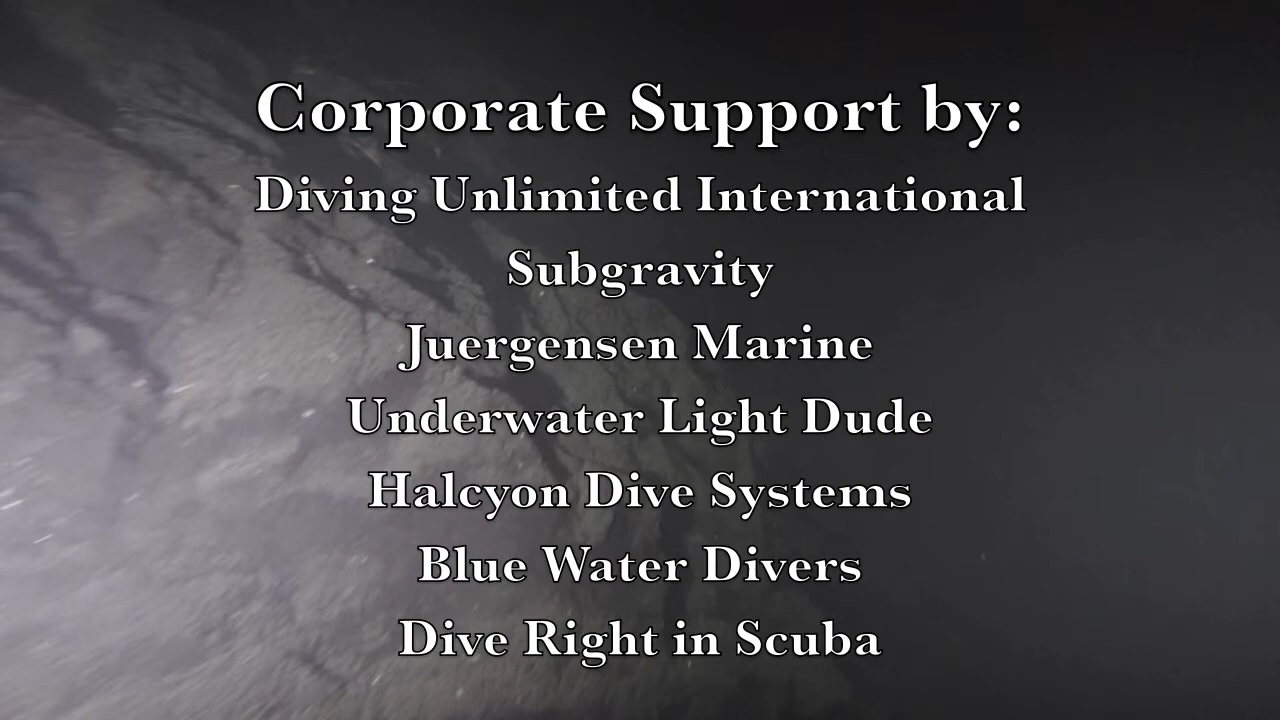 Corporate Support by:
Diving Unlimited International
Subgravity
Juergensen Marine
Underwater Light Dude
Halcyon Dive Systems
Blue Water Divers
Dive Right in Scuba